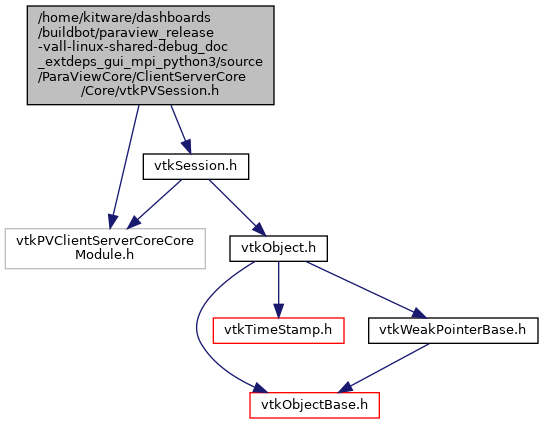 /home/kitware/dashboards
/buildbot/paraview_release
-vall-linux-shared-debug_doc
_extdeps_gui_mpi_python3/source
/ParaViewCore/ClientServerCore
/Core/vtkPVSession.h
vtkSession.h
vtkPVClientServerCoreCore
Module.h
vtkObject.h
vtkTimeStamp.h
vtkWeakPointerBase.h
vtkObjectBase.h